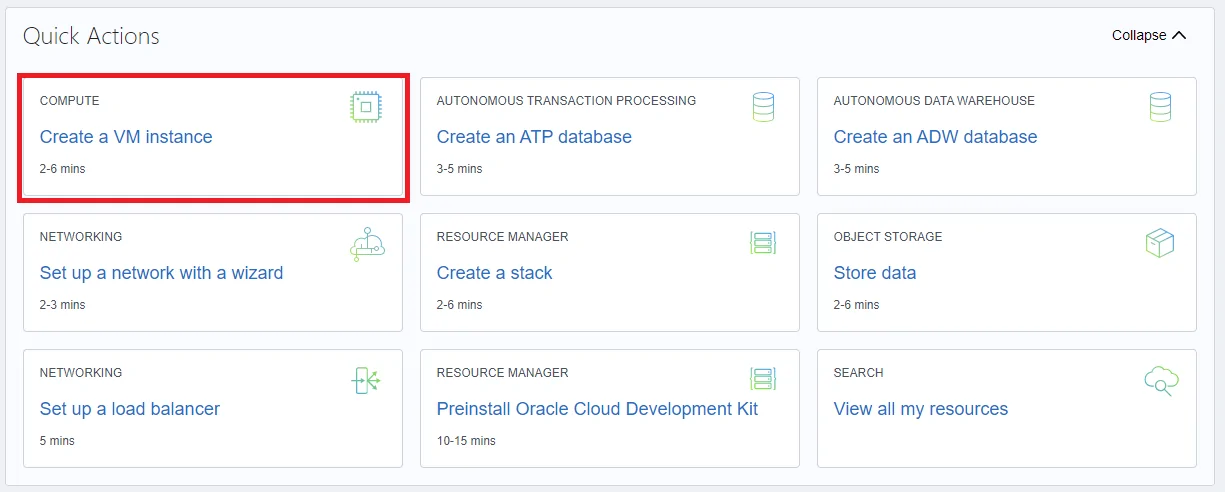 Quick Actions
Collapse
COMPUTE
Create a VM instance
2-6 mins
AUTONOMOUS TRANSACTION PROCESSING
Create an ATP database
3-5 mins
AUTONOMOUS DATA WAREHOUSE
Create an ADW database
3-5 mins
NETWORKING
Set up a network with a wizard
2-3 mins
RESOURCE MANAGER
Create a stack
2-6 mins
OBJECT STORAGE
Store data
2-6 mins
NETWORKING
Set up a load balancer
5 mins
RESOURCE MANAGER
Preinstall Oracle Cloud Development Kit
10-15 mins
SEARCH
View all my resources